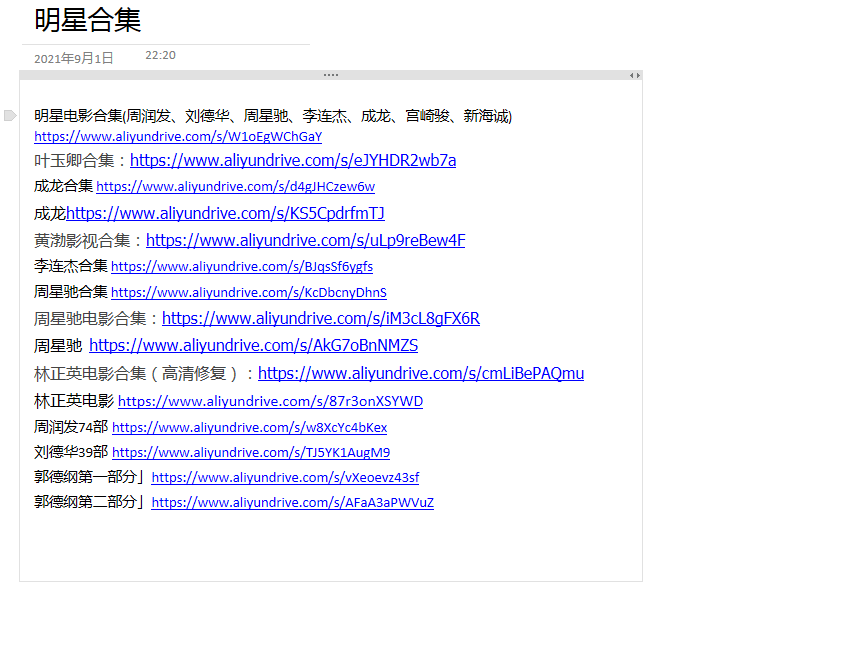 明星合集
2021年9月1日 22:20
明星电影合集(周润发、刘德华、周星驰、李连杰、成龙、宫崎骏、新海诚)
https://www.aliyundrive.com/s/W1oEgWChGaY
叶玉卿合集：https://www.aliyundrive.com/s/eJYHDR2wb7a
成龙合集 https://www.aliyundrive.com/s/d4gJHCzew6w
成龙https://www.aliyundrive.com/s/KS5CpdrfmTJ
黄渤影视合集：https://www.aliyundrive.com/s/uLp9reBew4F
李连杰合集 https://www.aliyundrive.com/s/BJqsSf6ygfs
周星驰合集 https://www.aliyundrive.com/s/KcDbcnyDhnS
周星驰电影合集：https://www.aliyundrive.com/s/iM3cL8gFX6R
周星驰 https://www.aliyundrive.com/s/AkG7oBnNMZS
林正英电影合集（高清修复）：https://www.aliyundrive.com/s/cmLiBePAQmu
林正英电影 https://www.aliyundrive.com/s/87r3onXSYWD
周润发74部 https://www.aliyundrive.com/s/w8XcYc4bKex
刘德华39部 https://www.aliyundrive.com/s/TJ5YK1AugM9
郭德纲第一部分」https://www.aliyundrive.com/s/vXeoevz43sf
郭德纲第二部分」https://www.aliyundrive.com/s/AFaA3aPWVuZ